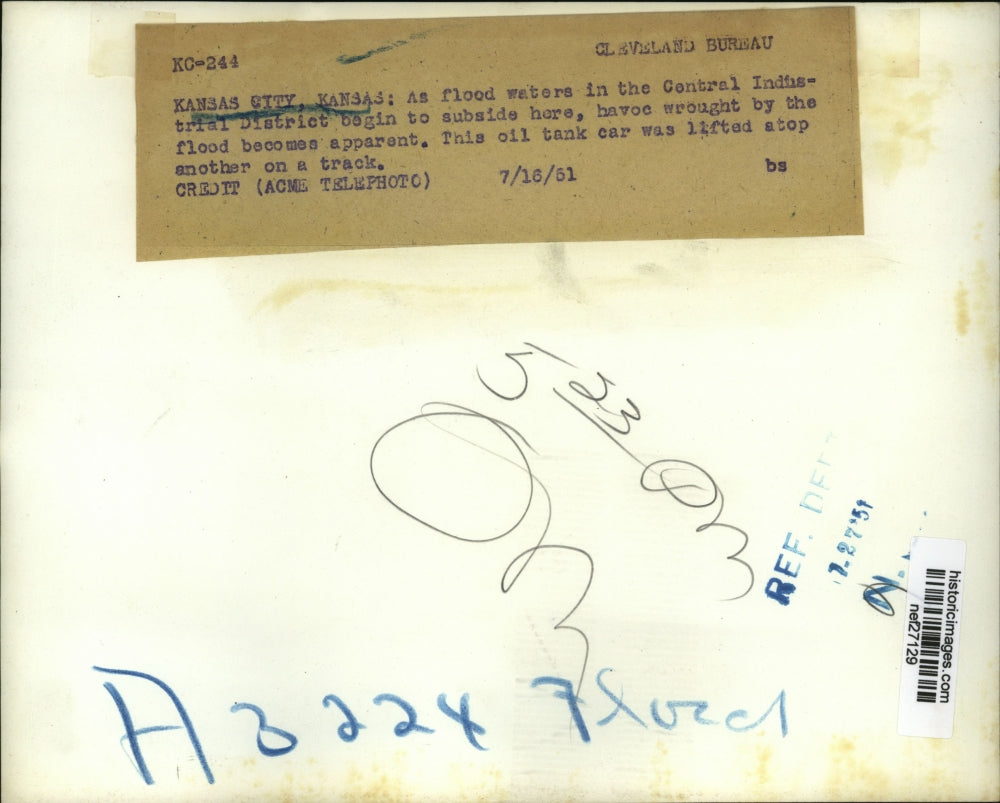 KC-244
CLEVELAND BUREAU
KANSAS CITY, KANSAS: As flood waters in the Central Indus-
trial District begin to subside here, havoc wrought by the
flood becomes apparent. This oil tank car was lifted atop
another on a track.
CREDIT (ACME TELEPHOTO) 7/16/51 bs
REF. DEPT
7-27'51
historicimages.com
nef27129
A 3224 Flood